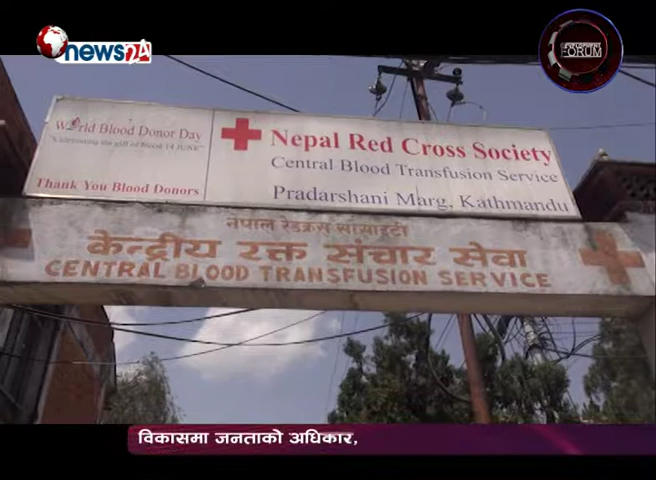 news24
DEVELOPMENT
FORUM
World Blood Donor Day
Thank You Blood Donors
Nepal Red Cross Society
Central Blood Transfusion Service
Pradarshani Marg, Kathmandu
नेपाल रेडक्रस सोसाइटी
केन्द्रीय रक्त संचार सेवा
CENTRAL BLOOD TRANSFUSION SERVICE
विकासमा जनताको अधिकार,